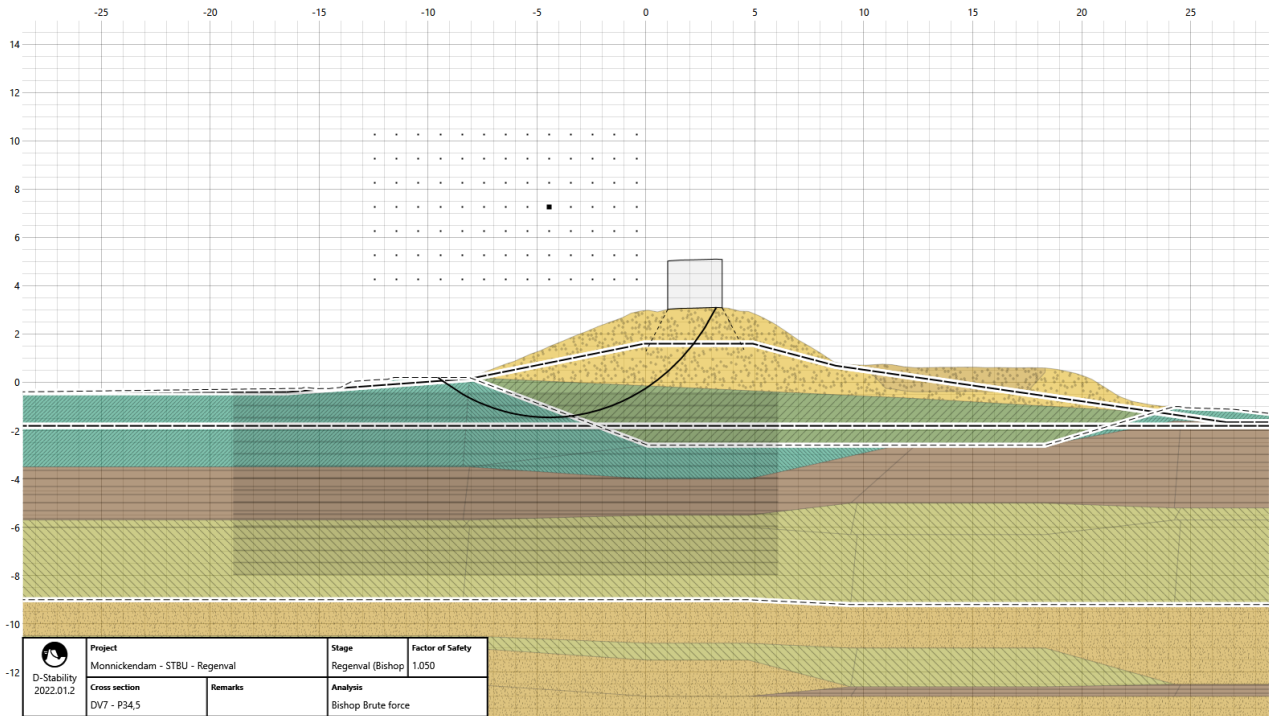 -25 -20 -15 -10 -5 0 5 10 15 20 25
14
12
10
8
6
4
2
0
-2
-4
-6
-8
-10
-12
D-Stability
2022.01.2
Project
Monnickendam - STBU - Regenval
Stage
Regenval (Bishop
Factor of Safety
1.050
Cross section
DV7 - P34,5
Remarks
Analysis
Bishop Brute force